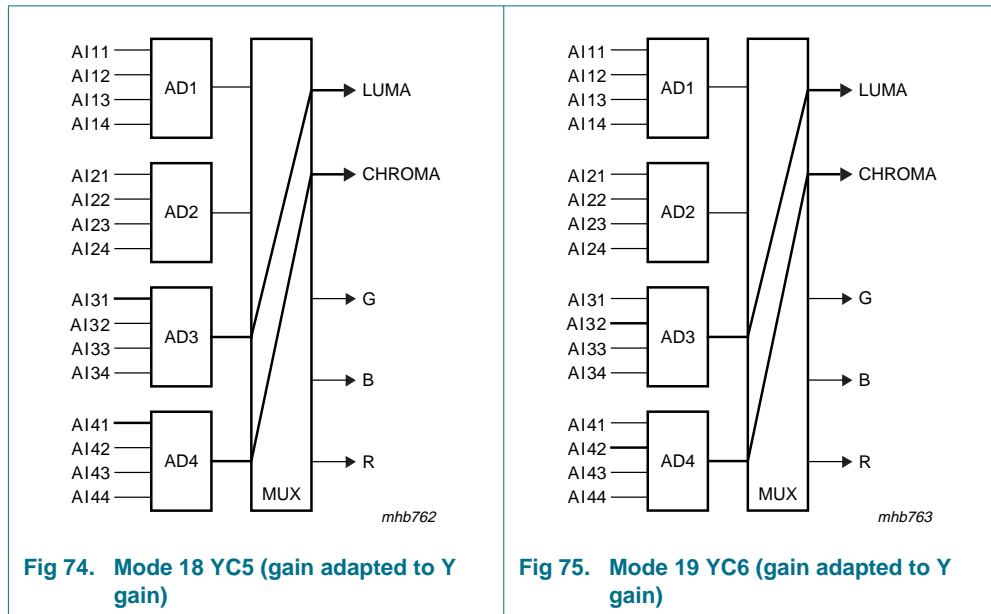 AI11
AI12
AI13
AI14
AD1
LUMA
AI21
AI22
AI23
AI24
AD2
CHROMA
AI31
AI32
AI33
AI34
AD3
G
B
AI41
AI42
AI43
AI44
AD4
R
MUX
mhb762
Fig 74. Mode 18 YC5 (gain adapted to Y
gain)
AI11
AI12
AI13
AI14
AD1
LUMA
AI21
AI22
AI23
AI24
AD2
CHROMA
AI31
AI32
AI33
AI34
AD3
G
B
AI41
AI42
AI43
AI44
AD4
R
MUX
mhb763
Fig 75. Mode 19 YC6 (gain adapted to Y
gain)